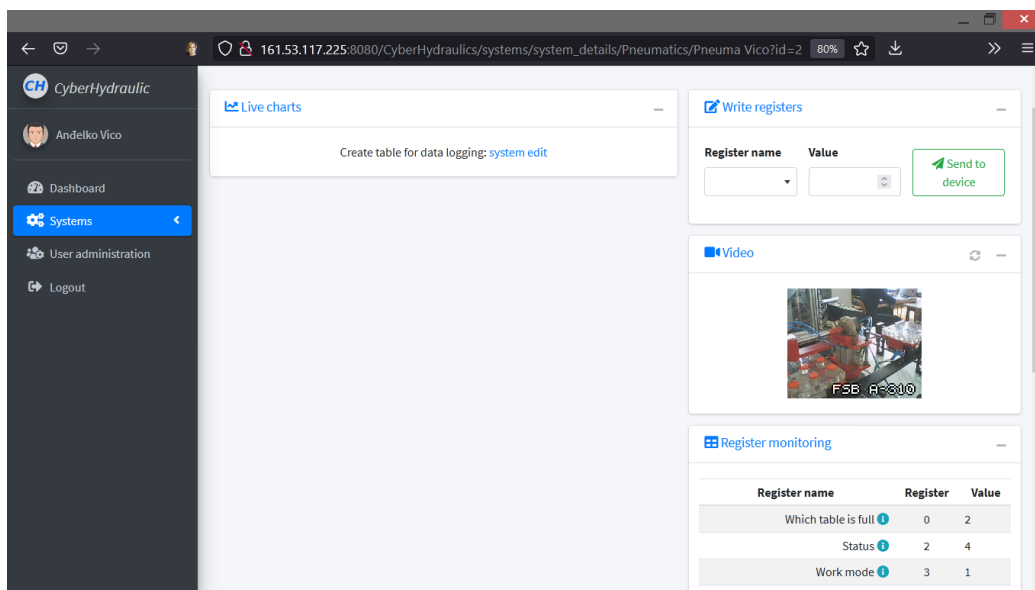 161.53.117.225:8080/CyberHydraulics/systems/system_details/Pneumatics/Pneuma Vico?id=2 80%
CH CyberHydraulic
Anđelko Vico
Dashboard
Systems
User administration
Logout
Live charts
Create table for data logging: system edit
Write registers
Register name Value
Send to
device
Video
FSB A-310
Register monitoring
Register name Register Value
Which table is full 0 2
Status 2 4
Work mode 3 1